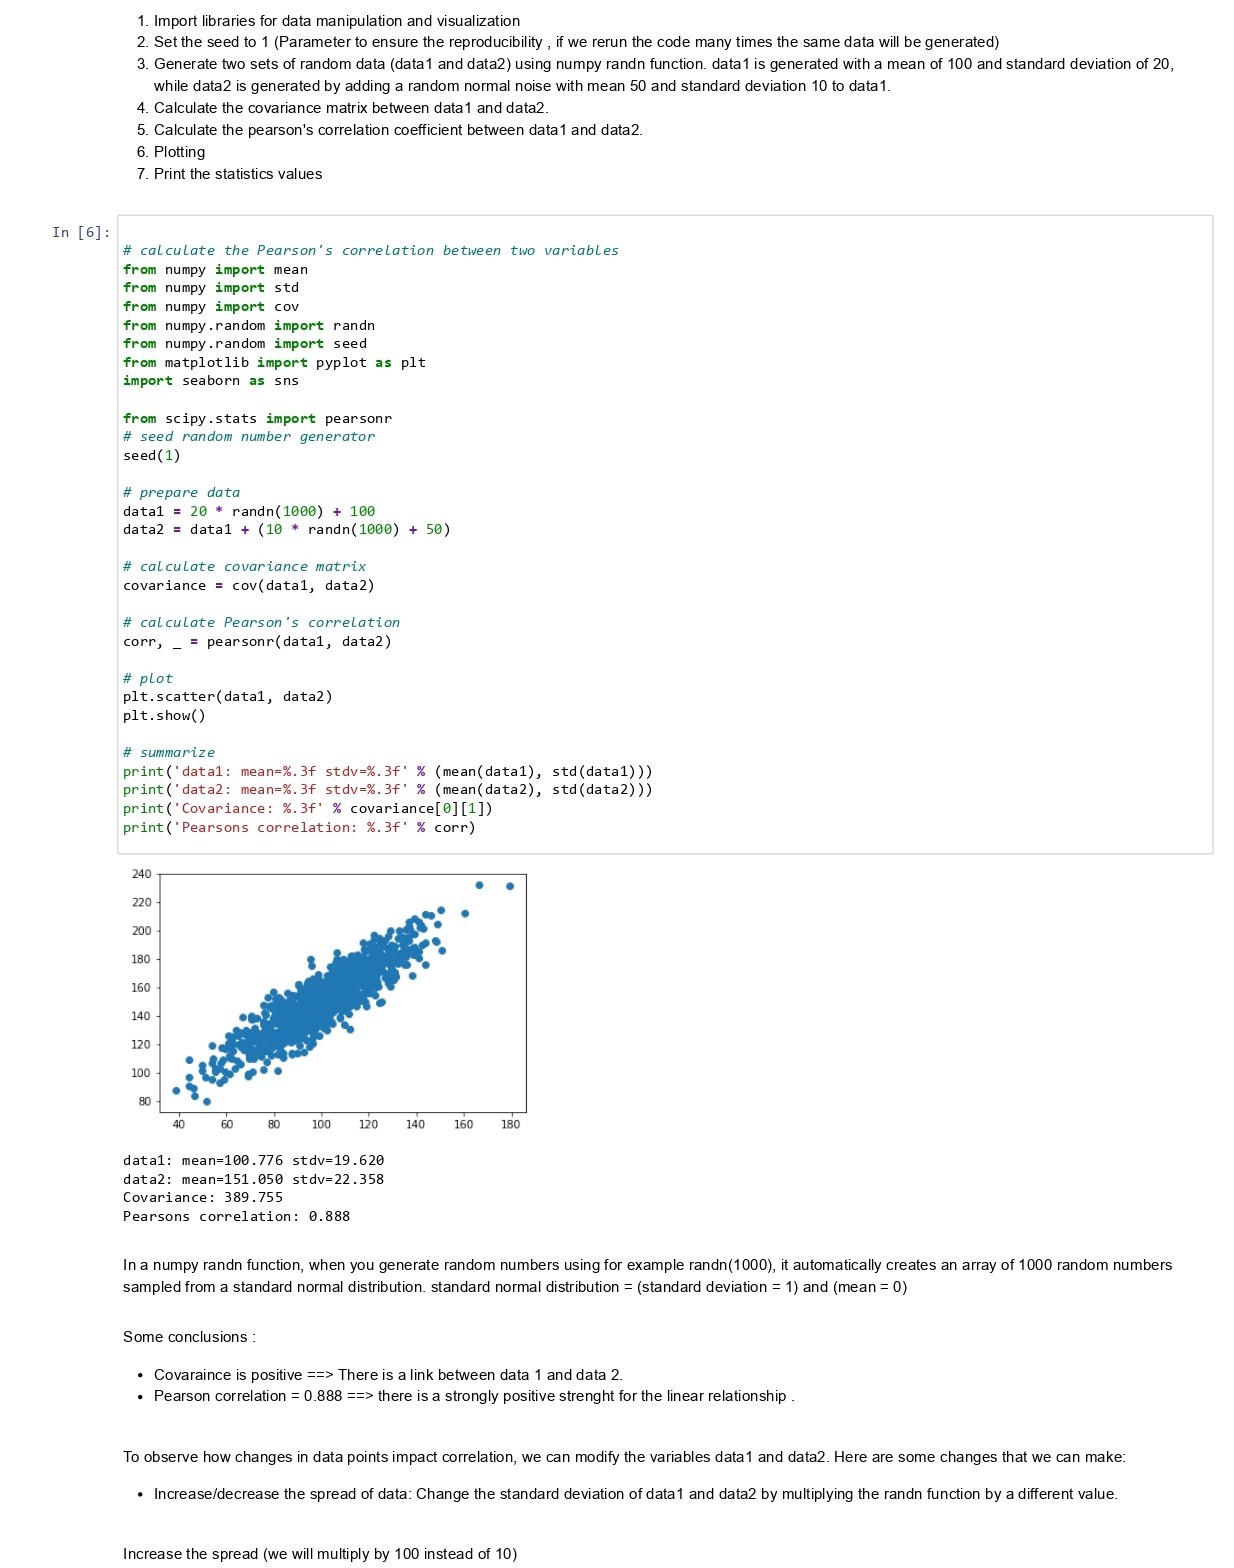 1. Import libraries for data manipulation and visualization
2. Set the seed to 1 (Parameter to ensure the reproducibility , if we rerun the code many times the same data will be generated)
3. Generate two sets of random data (data1 and data2) using numpy randn function. data1 is generated with a mean of 100 and standard deviation of 20,
while data2 is generated by adding a random normal noise with mean 50 and standard deviation 10 to data1.
4. Calculate the covariance matrix between data1 and data2.
5. Calculate the pearson's correlation coefficient between data1 and data2.
6. Plotting
7. Print the statistics values
In [6]:
# calculate the Pearson's correlation between two variables
from numpy import mean
from numpy import std
from numpy import cov
from numpy.random import randn
from numpy.random import seed
from matplotlib import pyplot as plt
import seaborn as sns
from scipy.stats import pearsonr
# seed random number generator
seed(1)
# prepare data
data1 = 20 * randn(1000) + 100
data2 = data1 + (10 * randn(1000) + 50)
# calculate covariance matrix
covariance = cov(data1, data2)
# calculate Pearson's correlation
corr, _ = pearsonr(data1, data2)
# plot
plt.scatter(data1, data2)
plt.show()
# summarize
print('data1: mean=%.3f stdv=%.3f' % (mean(data1), std(data1)))
print('data2: mean=%.3f stdv=%.3f' % (mean(data2), std(data2)))
print('Covariance: %.3f' % covariance[0][1])
print('Pearsons correlation: %.3f' % corr)
240
220
200
180
160
140
120
100
80
40 60 80 100 120 140 160 180
data1: mean=100.776 stdv=19.620
data2: mean=151.050 stdv=22.358
Covariance: 389.755
Pearsons correlation: 0.888
In a numpy randn function, when you generate random numbers using for example randn(1000), it automatically creates an array of 1000 random numbers
sampled from a standard normal distribution. standard normal distribution = (standard deviation = 1) and (mean = 0)
Some conclusions :
• Covaraince is positive ==> There is a link between data 1 and data 2.
• Pearson correlation = 0.888 ==> there is a strongly positive strenght for the linear relationship .
To observe how changes in data points impact correlation, we can modify the variables data1 and data2. Here are some changes that we can make:
• Increase/decrease the spread of data: Change the standard deviation of data1 and data2 by multiplying the randn function by a different value.
Increase the spread (we will multiply by 100 instead of 10)